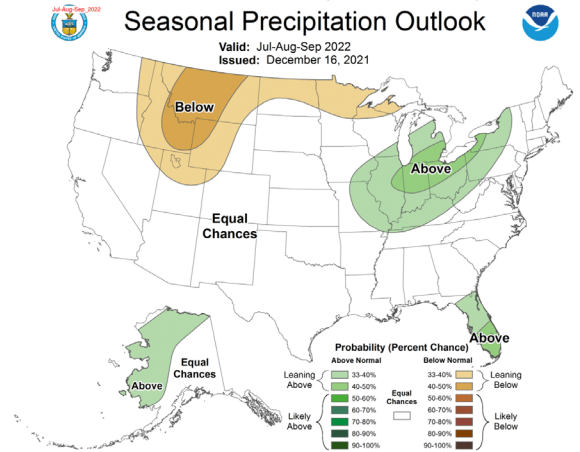 Jul-Aug-Sep 2022
Seasonal Precipitation Outlook
NOAA
Valid: Jul-Aug-Sep 2022
Issued: December 16, 2021
Below
Above
Equal
Chances
Above
Equal
Chances
Above
Probability (Percent Chance)
Above Normal
Below Normal
Leaning
Above
33-40%
40-50%
Likely
Above
50-60%
60-70%
70-80%
80-90%
90-100%
Equal
Chances
33-40%
40-50%
Leaning
Below
50-60%
60-70%
70-80%
80-90%
90-100%
Likely
Below